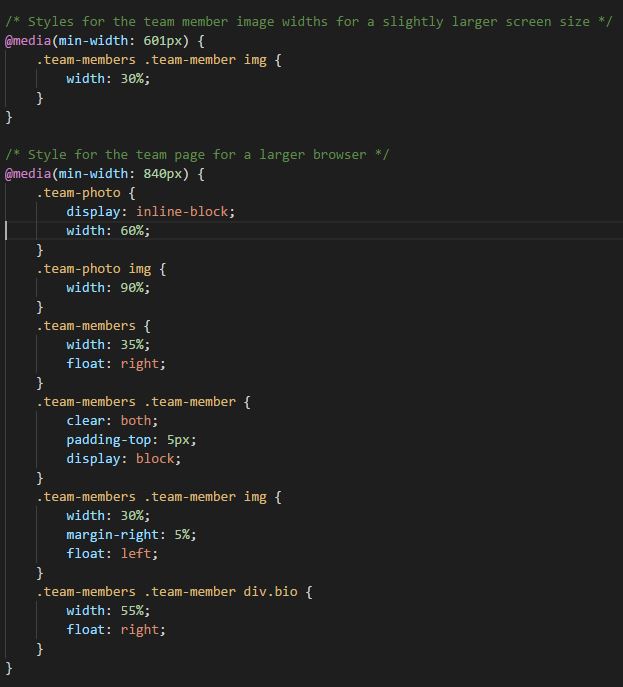 /* Styles for the team member image widths for a slightly larger screen size */
@media(min-width: 601px) {
    .team-members .team-member img {
        width: 30%;
    }
}

/* Style for the team page for a larger browser */
@media(min-width: 840px) {
    .team-photo {
        display: inline-block;
        width: 60%;
    }
    .team-photo img {
        width: 90%;
    }
    .team-members {
        width: 35%;
        float: right;
    }
    .team-members .team-member {
        clear: both;
        padding-top: 5px;
        display: block;
    }
    .team-members .team-member img {
        width: 30%;
        margin-right: 5%;
        float: left;
    }
    .team-members .team-member div.bio {
        width: 55%;
        float: right;
    }
}